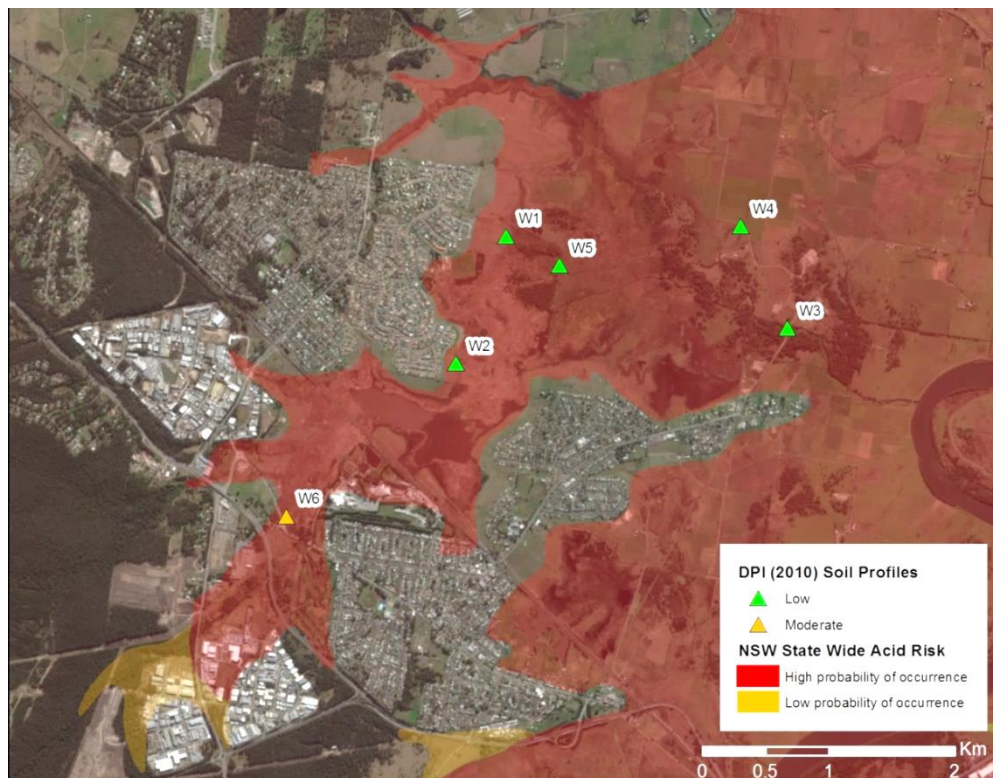 W4
W1
W5
W3
W2
W6
DPI (2010) Soil Profiles
Low
Moderate
NSW State Wide Acid Risk
High probability of occurrence
Low probability of occurrence
Km
0 0.5 1 2